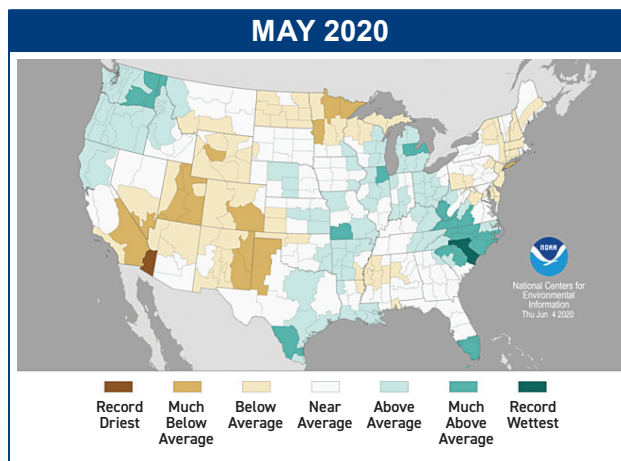 MAY 2020
NOAA
National Centers for
Environmental
Information
Thu Jun 4 2020
Record
Driest
Much
Below
Average
Below
Average
Near
Average
Above
Average
Much
Above
Average
Record
Wettest